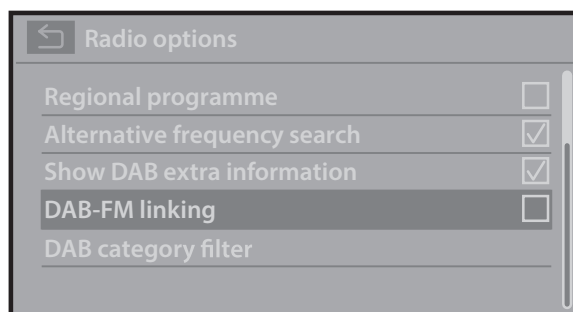 Radio options
Regional programme
Alternative frequency search
Show DAB extra information
DAB-FM linking
DAB category filter